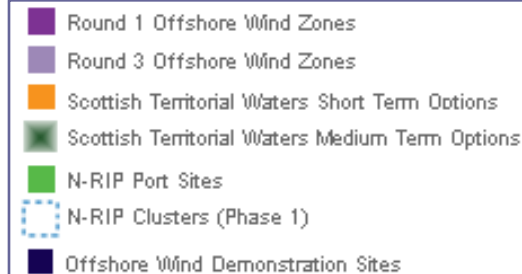 Round 1 Offshore Wind Zones
Round 3 Offshore Wind Zones
Scottish Territorial Waters Short Term Options
Scottish Territorial Waters Medium Term Options
N-RIP Port Sites
N-RIP Clusters (Phase 1)
Offshore Wind Demonstration Sites